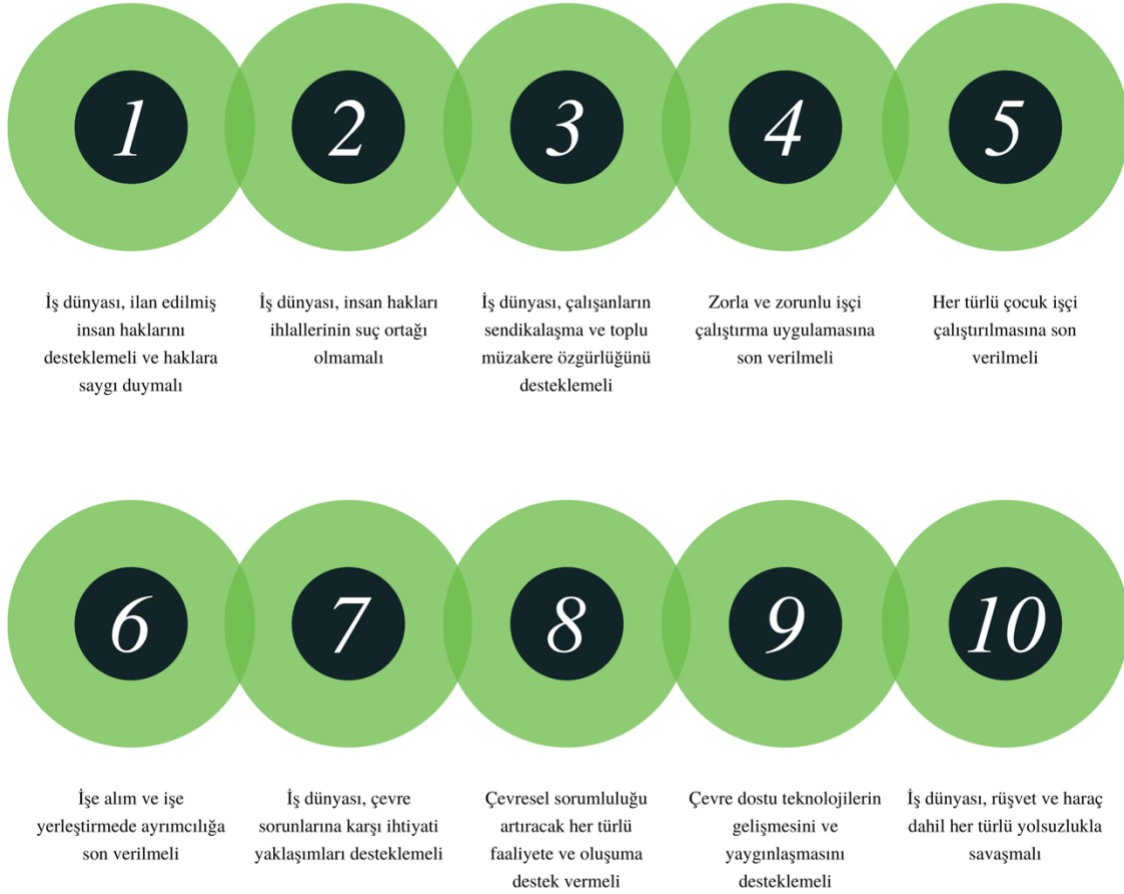 1
2
3
4
5
İş dünyası, ilan edilmiş
insan haklarını
desteklemeli ve haklara
saygı duymalı
İş dünyası, insan hakları
ihlallerinin suç ortağı
olmamalı
İş dünyası, çalışanların
sendikalaşma ve toplu
müzakere özgürlüğünü
desteklemeli
Zorla ve zorunlu işçi
çalıştırma uygulamasına
son verilmeli
Her türlü çocuk işçi
çalıştırılmasına son
verilmeli
6
7
8
9
10
İşe alım ve işe
yerleştirmede ayrımcılığa
son verilmeli
İş dünyası, çevre
sorunlarına karşı ihtiyati
yaklaşımları desteklemeli
Çevresel sorumluluğu
artıracak her türlü
faaliyete ve oluşuma
destek vermeli
Çevre dostu teknolojilerin
gelişmesini ve
yaygınlaşmasını
desteklemeli
İş dünyası, rüşvet ve haraç
dahil her türlü yolsuzlukla
savaşmalı